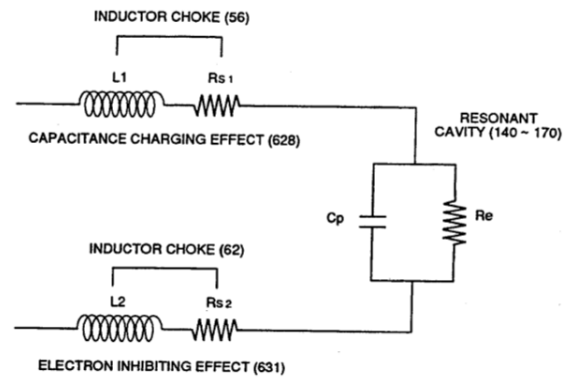 INDUCTOR CHOKE (56)
L1
Rs1
CAPACITANCE CHARGING EFFECT (628)
RESONANT
CAVITY (140 ~ 170)
Cp
Re
INDUCTOR CHOKE (62)
L2
Rs2
ELECTRON INHIBITING EFFECT (631)